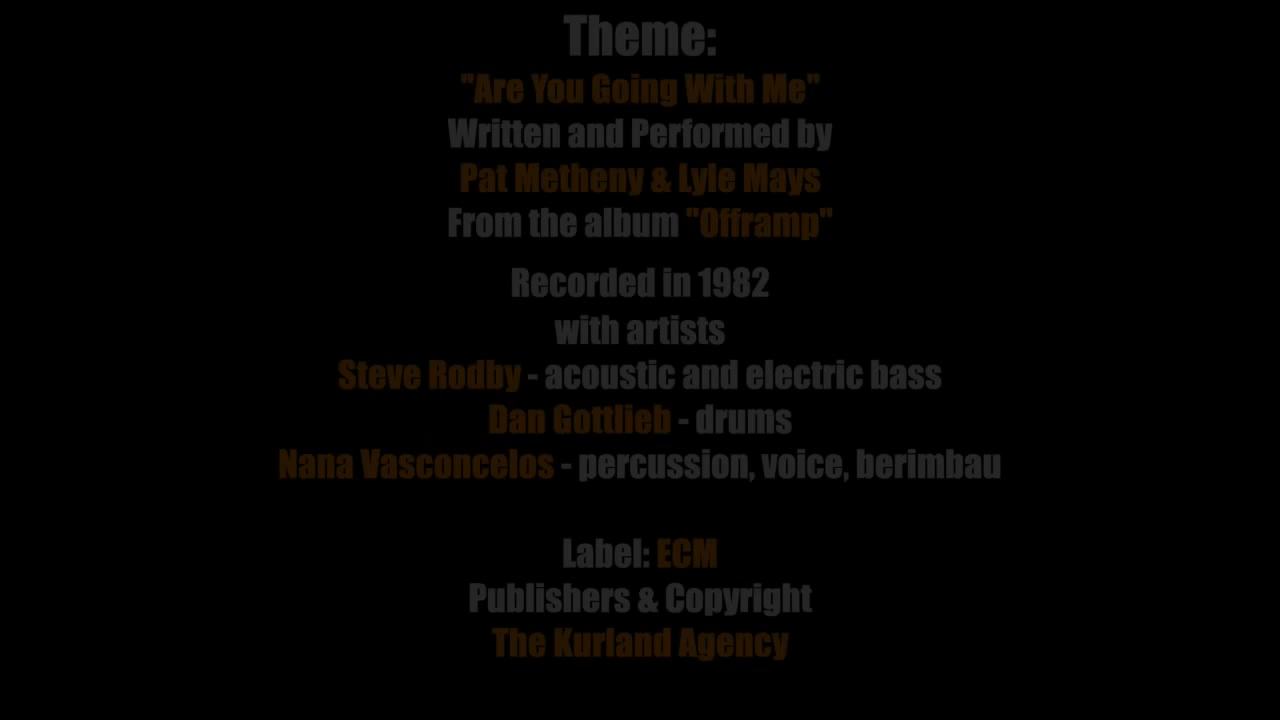 Theme:
"Are You Going With Me"
Written and Performed by
Pat Metheny & Lyle Mays
From the album "Offramp"
Recorded in 1982
with artists
Steve Rodby - acoustic and electric bass
Dan Gottlieb - drums
Nana Vasconcelos - percussion, voice, berimbau
Label: ECM
Publishers & Copyright
The Kurland Agency